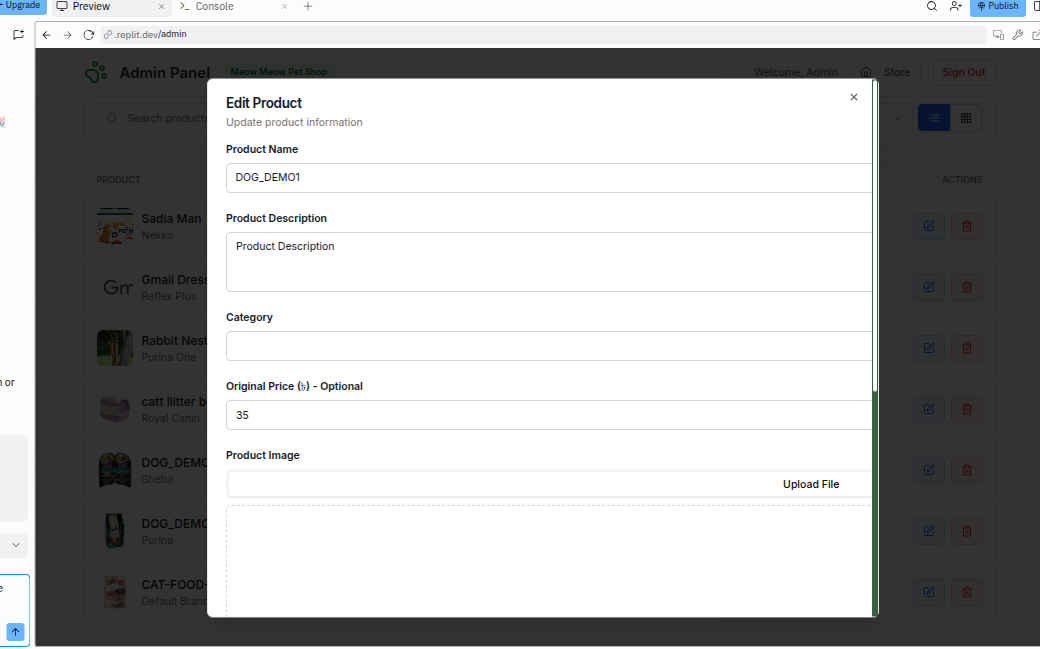 Upgrade
Preview
Console
Publish
.replit.dev/admin
Admin Panel
Meow Meow Pet Shop
Welcome, Admin
Store
Sign Out
Search products
PRODUCT
ACTIONS
Sadia Man
Nekko
Gmail Dress
Reflex Plus
Rabbit Nest
Purina One
catt liitter b
Royal Canin
DOG_DEMO
Sheba
DOG_DEMO
Purina
CAT-FOOD-
Default Brand
n or
e
Edit Product
Update product information
Product Name
DOG_DEMO1
Product Description
Product Description
Category
Original Price (৳) - Optional
35
Product Image
Upload File